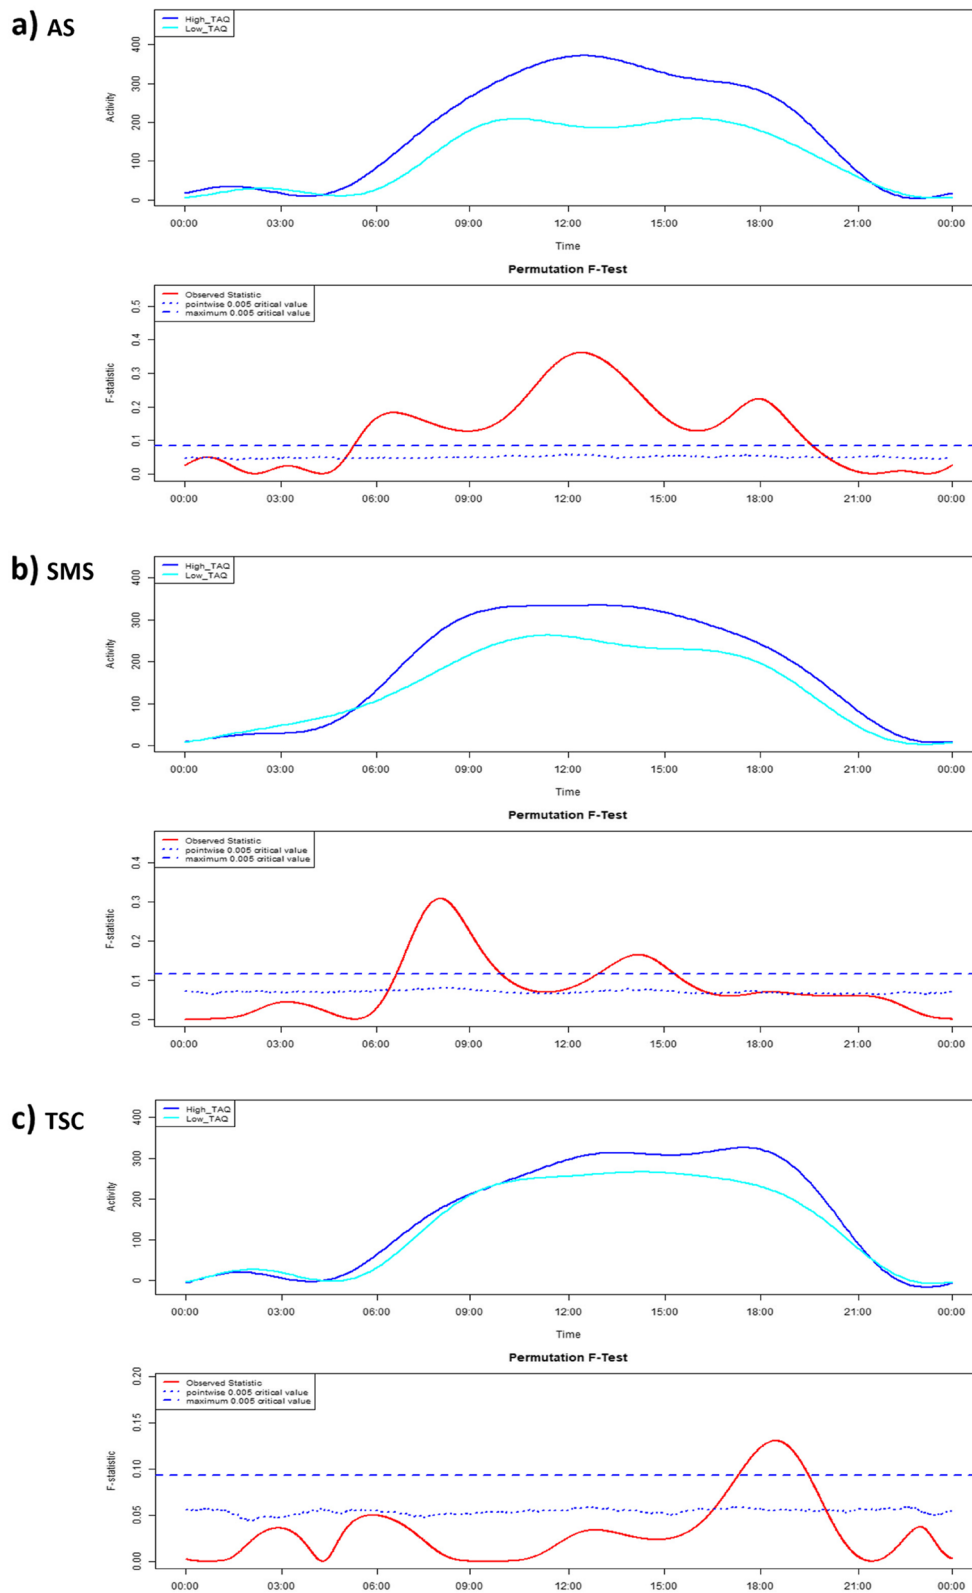 a) AS
High_TAQ
Low_TAQ
Activity
400
300
200
100
0
00:00 03:00 06:00 09:00 12:00 15:00 18:00 21:00 00:00
Time
Permutation F-Test
Observed Statistic
pointwise 0.005 critical value
maximum 0.005 critical value
F-statistic
0.5
0.4
0.3
0.2
0.1
0.0
00:00 03:00 06:00 09:00 12:00 15:00 18:00 21:00 00:00
b) SMS
High_TAQ
Low_TAQ
Activity
400
300
200
100
0
00:00 03:00 06:00 09:00 12:00 15:00 18:00 21:00 00:00
Time
Permutation F-Test
Observed Statistic
pointwise 0.005 critical value
maximum 0.005 critical value
F-statistic
0.4
0.3
0.2
0.1
0.0
00:00 03:00 06:00 09:00 12:00 15:00 18:00 21:00 00:00
c) TSC
High_TAQ
Low_TAQ
Activity
400
300
200
100
0
00:00 03:00 06:00 09:00 12:00 15:00 18:00 21:00 00:00
Time
Permutation F-Test
Observed Statistic
pointwise 0.005 critical value
maximum 0.005 critical value
F-statistic
0.20
0.15
0.10
0.05
0.00
00:00 03:00 06:00 09:00 12:00 15:00 18:00 21:00 00:00